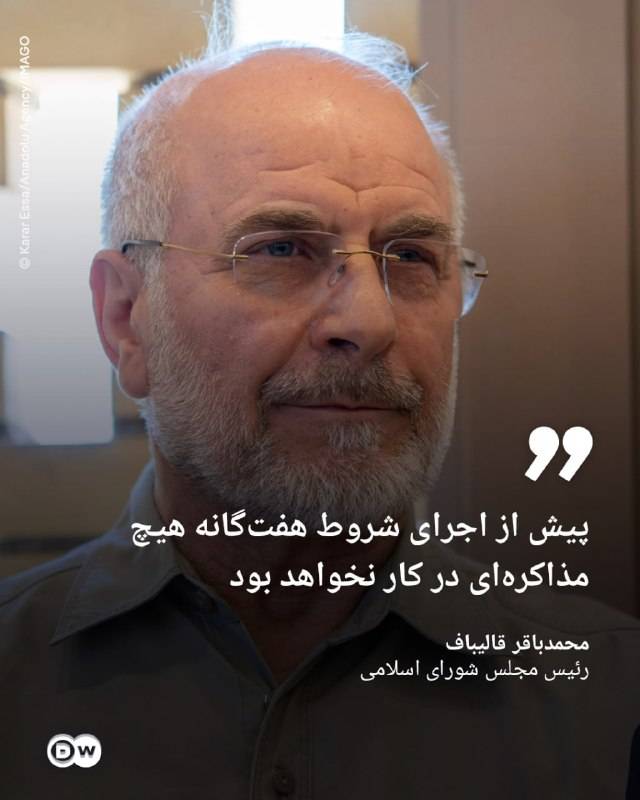 © Karar Essa/Anadolu Agency/IMAGO
پیش از اجرای شروط هفت‌گانه هیچ
مذاکره‌ای در کار نخواهد بود
محمدباقر قالیباف
رئیس مجلس شورای اسلامی
DW